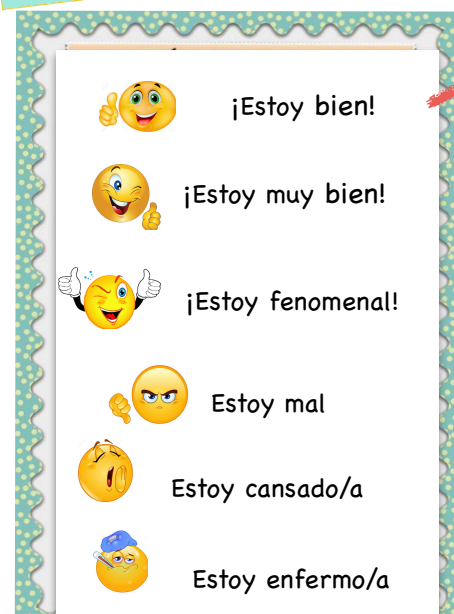 ¡Estoy bien!
¡Estoy muy bien!
¡Estoy fenomenal!
Estoy mal
Estoy cansado/a
Estoy enfermo/a